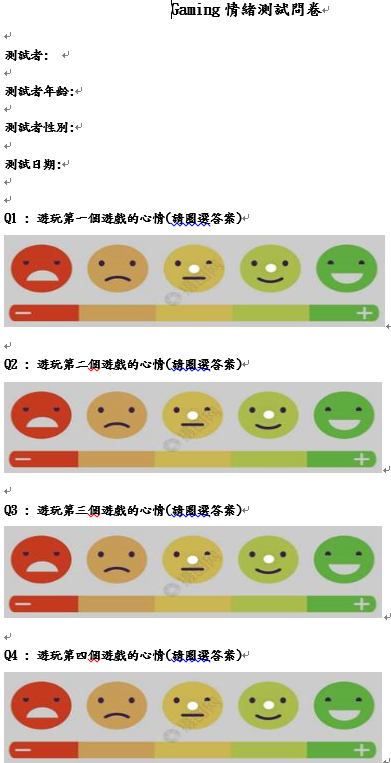 Gaming 情緒測試問卷
測試者:
測試者年齡:
測試者性別:
測試日期:
Q1 : 遊玩第一個遊戲的心情(請圈選答案)
Q2 : 遊玩第二個遊戲的心情(請圈選答案)
Q3 : 遊玩第三個遊戲的心情(請圈選答案)
Q4 : 遊玩第四個遊戲的心情(請圈選答案)